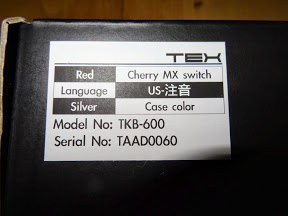 TEX
Red Cherry MX switch
Language US-注音
Silver Case color
Model No: TKB-600
Serial No: TAAD0060